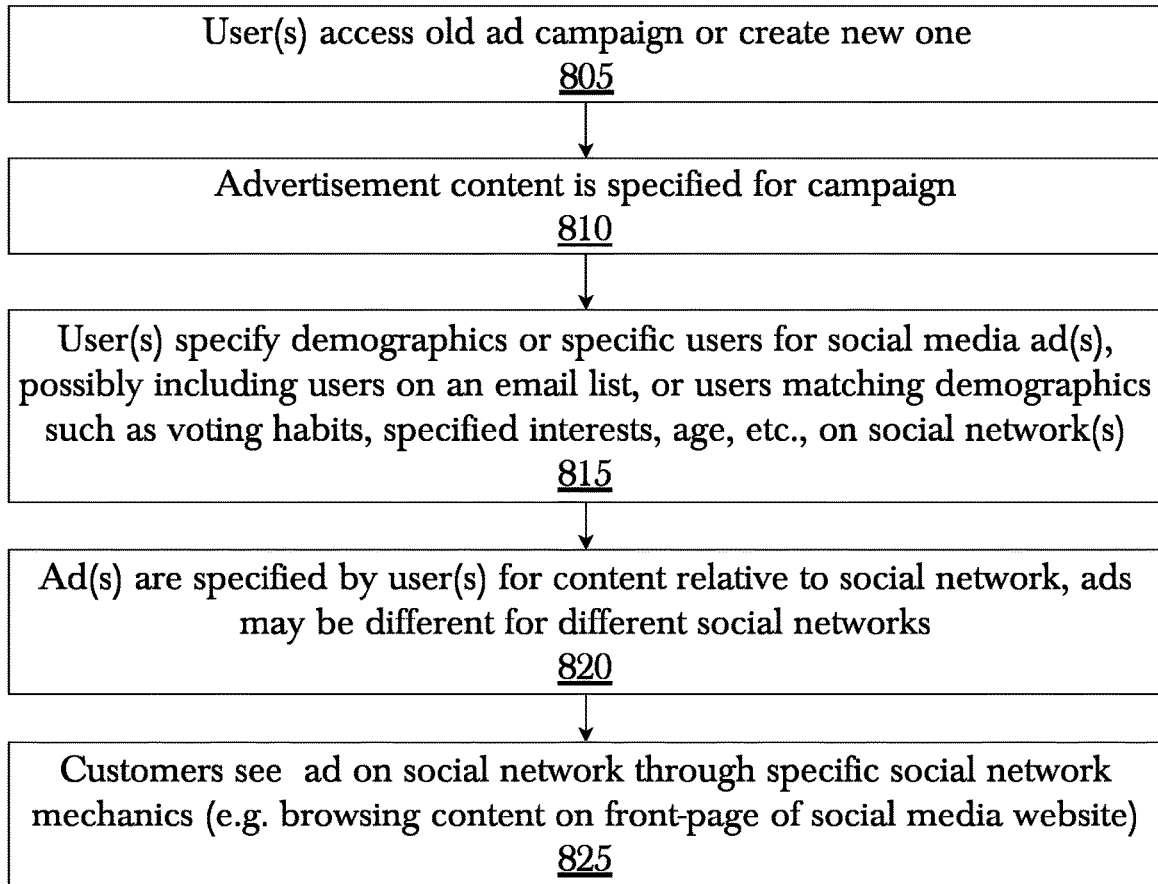 User(s) access old ad campaign or create new one
805
Advertisement content is specified for campaign
810
User(s) specify demographics or specific users for social media ad(s),
possibly including users on an email list, or users matching demographics
such as voting habits, specified interests, age, etc., on social network(s)
815
Ad(s) are specified by user(s) for content relative to social network, ads
may be different for different social networks
820
Customers see ad on social network through specific social network
mechanics (e.g. browsing content on front-page of social media website)
825